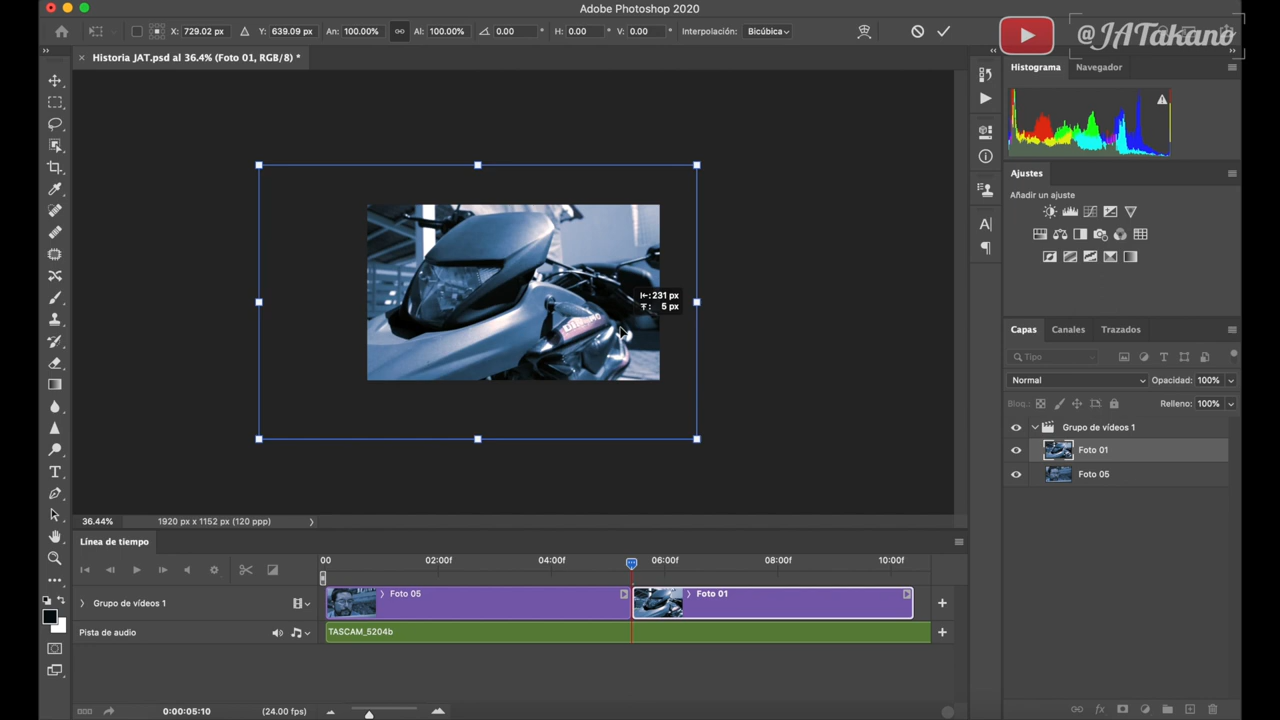 Adobe Photoshop 2020
X: 729.02 px Y: 639.09 px An: 100.00% Al: 100.00% 0.00 ° H: 0.00 ° V: 0.00 ° Interpolación: Bicúbica
@JATakano
Historia JAT.psd al 36.4% (Foto 01, RGB/8) *
Histograma Navegador
Ajustes
Añadir un ajuste
231 px
5 px
Capas Canales Trazados
Tipo
Normal Opacidad: 100%
Bloq.: Relleno: 100%
Grupo de vídeos 1
Foto 01
Foto 05
36.44% 1920 px x 1152 px (120 ppp)
Línea de tiempo
00 02:00f 04:00f 06:00f 08:00f 10:00f
Grupo de vídeos 1 Foto 05 Foto 01
Pista de audio TASCAM_5204b
0:00:05:10 (24.00 fps)